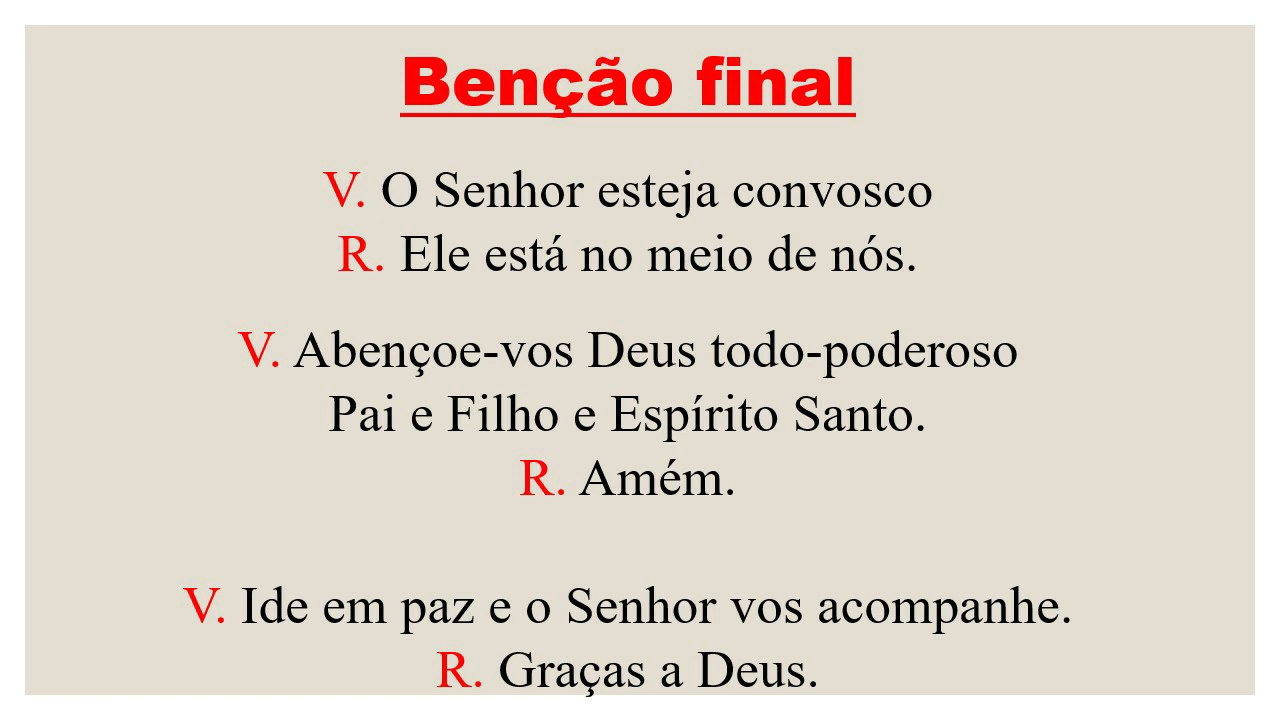 Benção final
V. O Senhor esteja convosco
R. Ele está no meio de nós.
V. Abençoe-vos Deus todo-poderoso
Pai e Filho e Espírito Santo.
R. Amém.
V. Ide em paz e o Senhor vos acompanhe.
R. Graças a Deus.